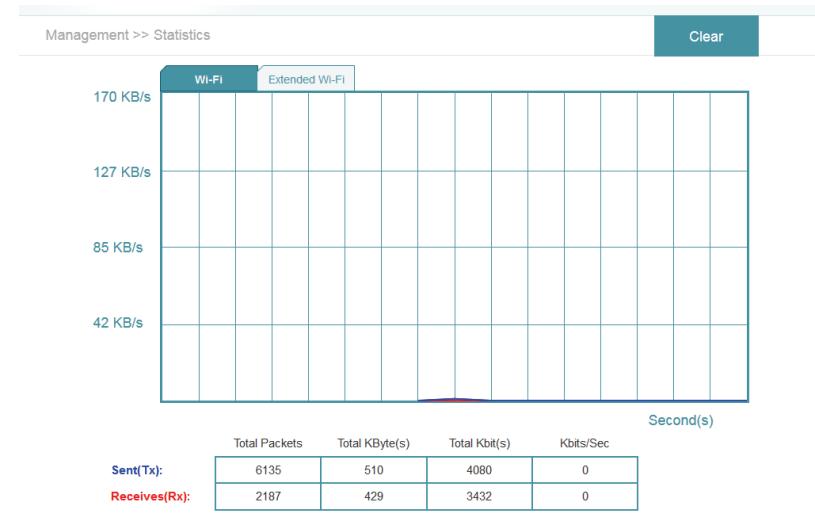 Management >> Statistics
Clear
Wi-Fi Extended Wi-Fi
170 KB/s
127 KB/s
85 KB/s
42 KB/s
Second(s)
Total Packets Total KByte(s) Total Kbit(s) Kbits/Sec
Sent(Tx): 6135 510 4080 0
Receives(Rx): 2187 429 3432 0